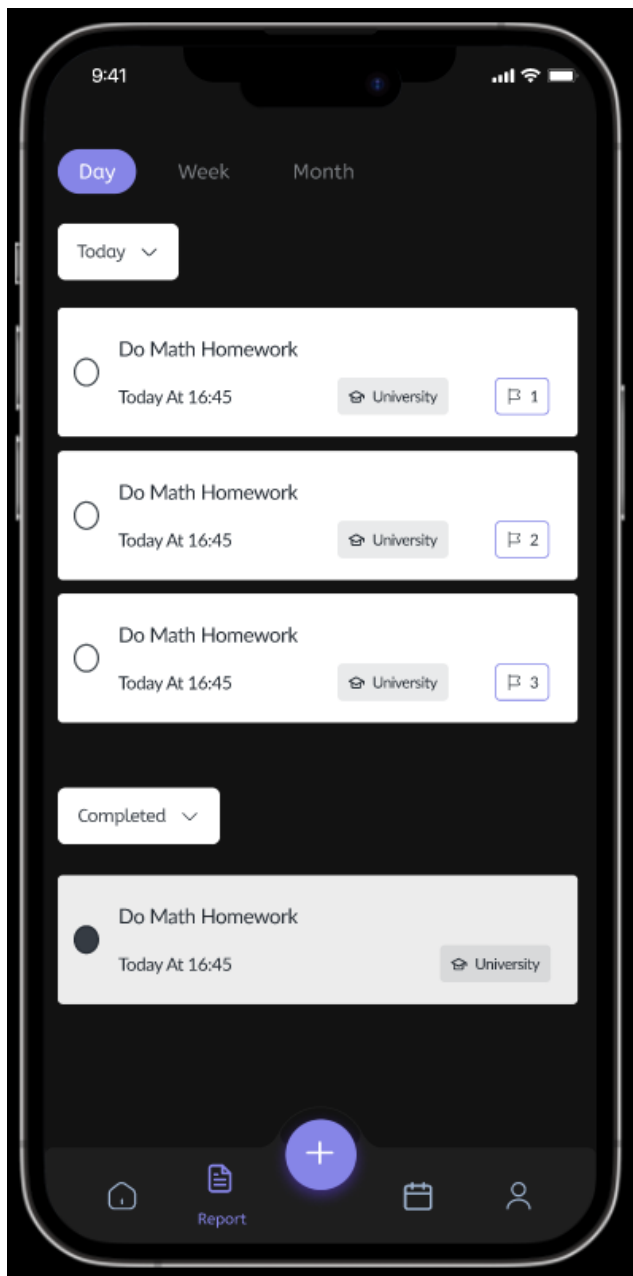 9:41
Day Week Month
Today
Do Math Homework
Today At 16:45 University 1
Do Math Homework
Today At 16:45 University 2
Do Math Homework
Today At 16:45 University 3
Completed
Do Math Homework
Today At 16:45 University
Report